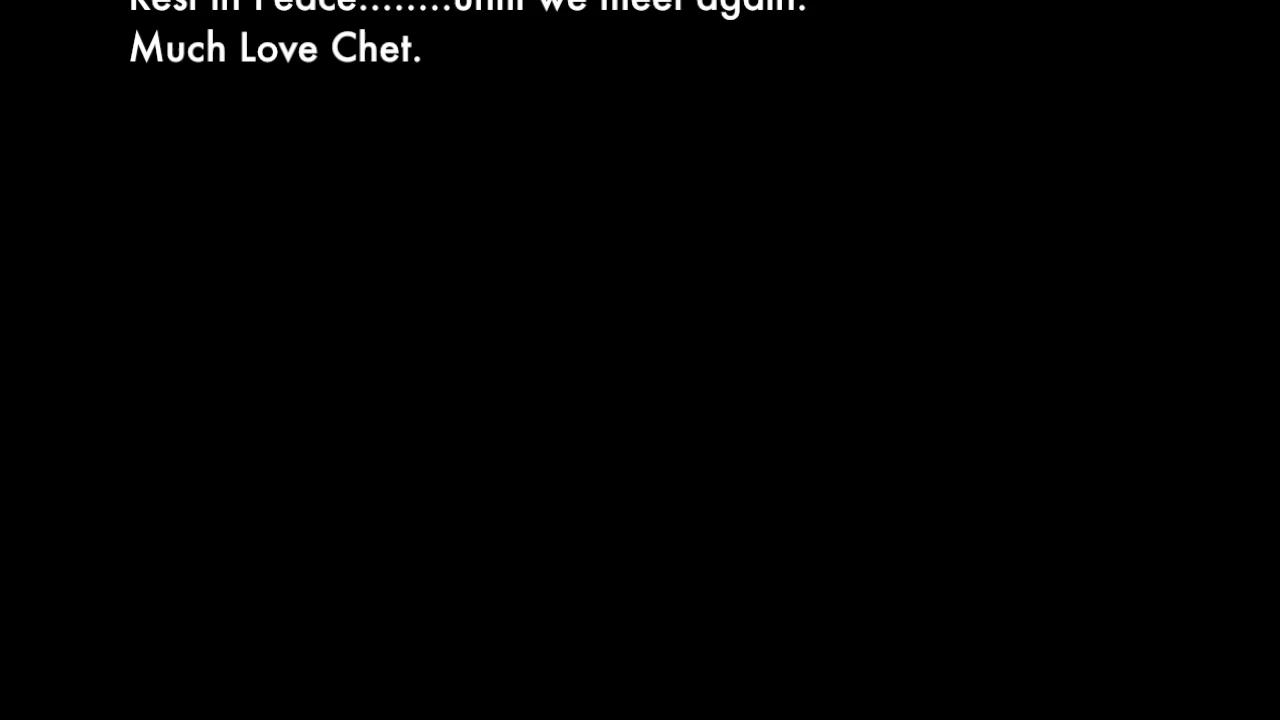 Rest In Peace........until we meet again.
Much Love Chet.